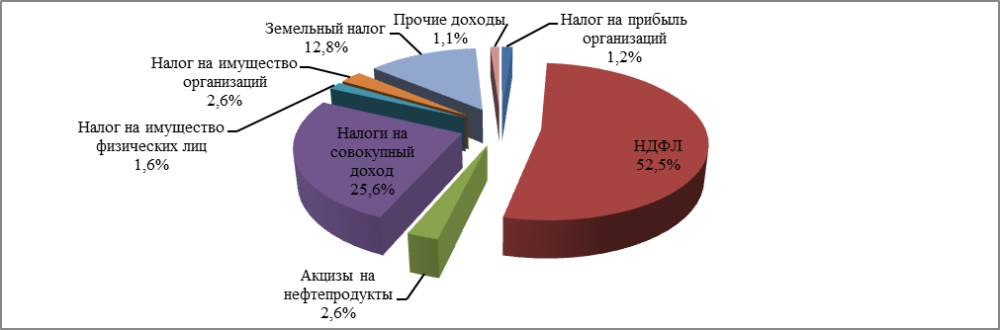 Прочие доходы
1,1%
Налог на прибыль
организаций
1,2%
Земельный налог
12,8%
Налог на имущество
организаций
2,6%
Налог на имущество
физических лиц
1,6%
Налоги на
совокупный
доход
25,6%
НДФЛ
52,5%
Акцизы на
нефтепродукты
2,6%